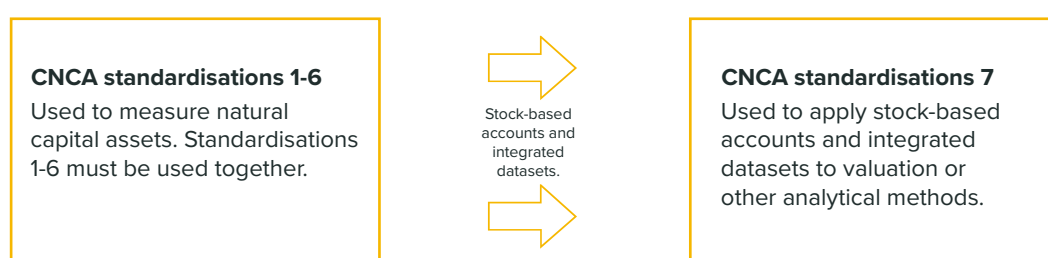 CNCA standardisations 1-6
Used to measure natural
capital assets. Standardisations
1-6 must be used together.
Stock-based
accounts and
integrated
datasets.
CNCA standardisations 7
Used to apply stock-based
accounts and integrated
datasets to valuation or
other analytical methods.